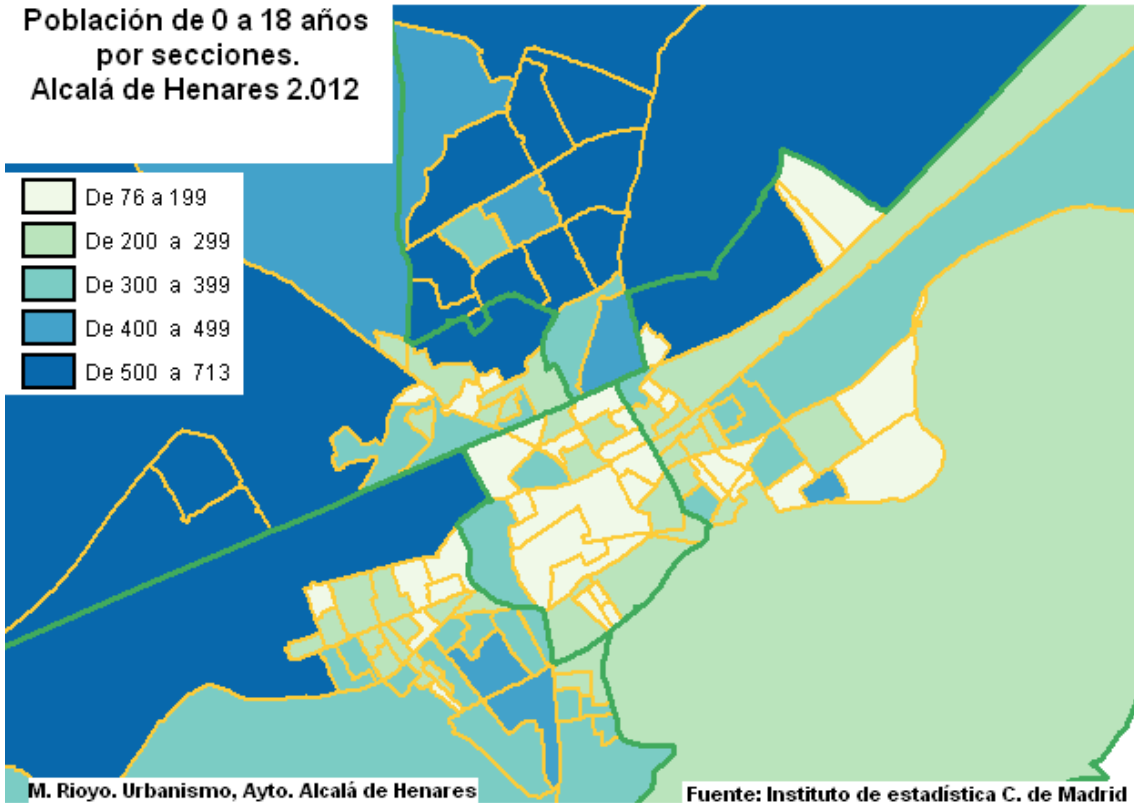 Población de 0 a 18 años
por secciones.
Alcalá de Henares 2.012
De 76 a 199
De 200 a 299
De 300 a 399
De 400 a 499
De 500 a 713
M. Rioyo. Urbanismo, Ayto. Alcalá de Henares
Fuente: Instituto de estadística C. de Madrid